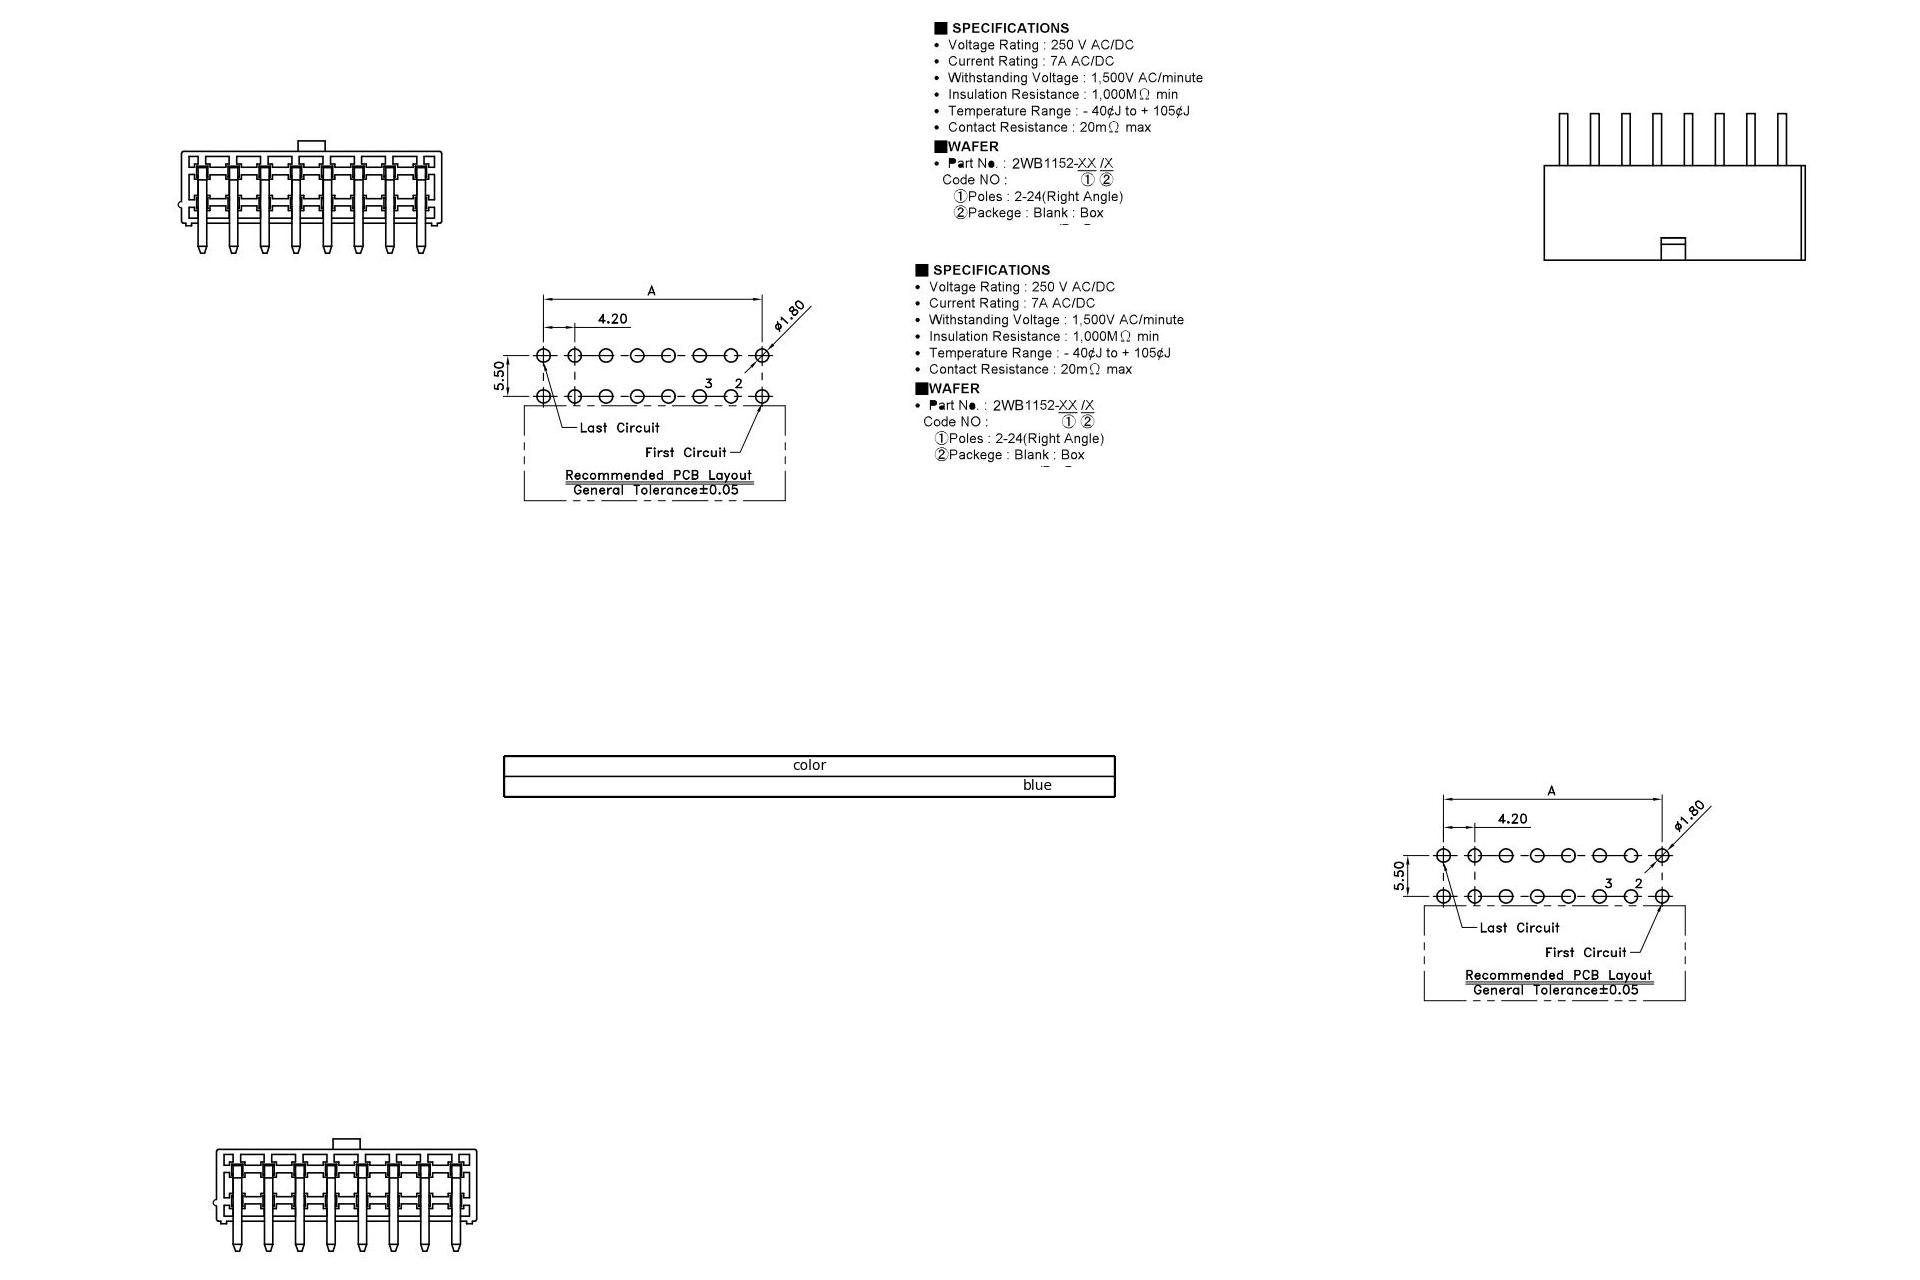 ■ SPECIFICATIONS
• Voltage Rating : 250 V AC/DC
• Current Rating : 7A AC/DC
• Withstanding Voltage : 1,500V AC/minute
• Insulation Resistance : 1,000MΩ min
• Temperature Range : - 40¢J to + 105¢J
• Contact Resistance : 20mΩ max
■WAFER
• Part No. : 2WB1152-XX /X
Code NO : ① ②
①Poles : 2-24(Right Angle)
②Packege : Blank : Box
■ SPECIFICATIONS
• Voltage Rating : 250 V AC/DC
• Current Rating : 7A AC/DC
• Withstanding Voltage : 1,500V AC/minute
• Insulation Resistance : 1,000MΩ min
• Temperature Range : - 40¢J to + 105¢J
• Contact Resistance : 20mΩ max
■WAFER
• Part No. : 2WB1152-XX /X
Code NO : ① ②
①Poles : 2-24(Right Angle)
②Packege : Blank : Box
A
4.20
ø1.80
5.50
3 2
Last Circuit
First Circuit
Recommended PCB Layout
General Tolerance±0.05
color
blue
A
4.20
ø1.80
5.50
3 2
Last Circuit
First Circuit
Recommended PCB Layout
General Tolerance±0.05